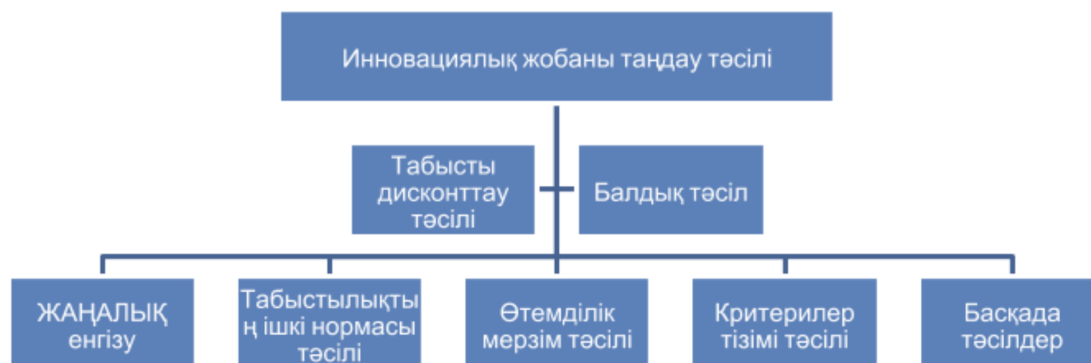 Инновациялық жобаны таңдау тәсілі
Табысты
дисконттау
тәсілі
Балдық тәсіл
ЖАҢАЛЫҚ
енгізу
Табыстылықты
ң ішкі нормасы
тәсілі
Өтемділік
мерзім тәсілі
Критерилер
тізімі тәсілі
Басқада
тәсілдер